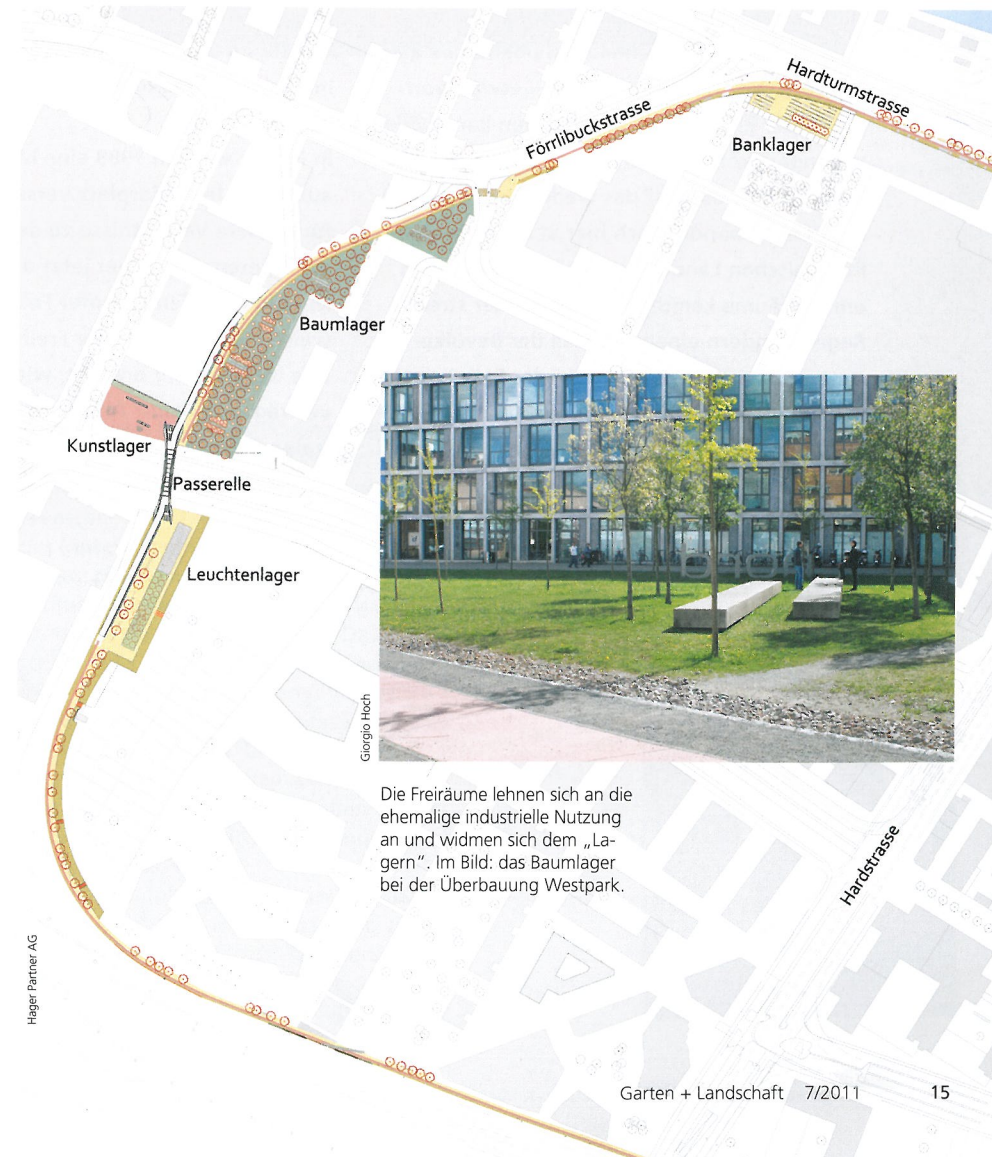 Hardturmstrasse
Förrlibuckstrasse
Banklager
Baumlager
Kunstlager
Passerelle
Leuchtenlager
Giorgio Hoch
Die Freiräume lehnen sich an die
ehemalige industrielle Nutzung
an und widmen sich dem „La-
gern“. Im Bild: das Baumlager
bei der Überbauung Westpark.
Hardstrasse
Hager Partner AG
Garten + Landschaft 7/2011 15